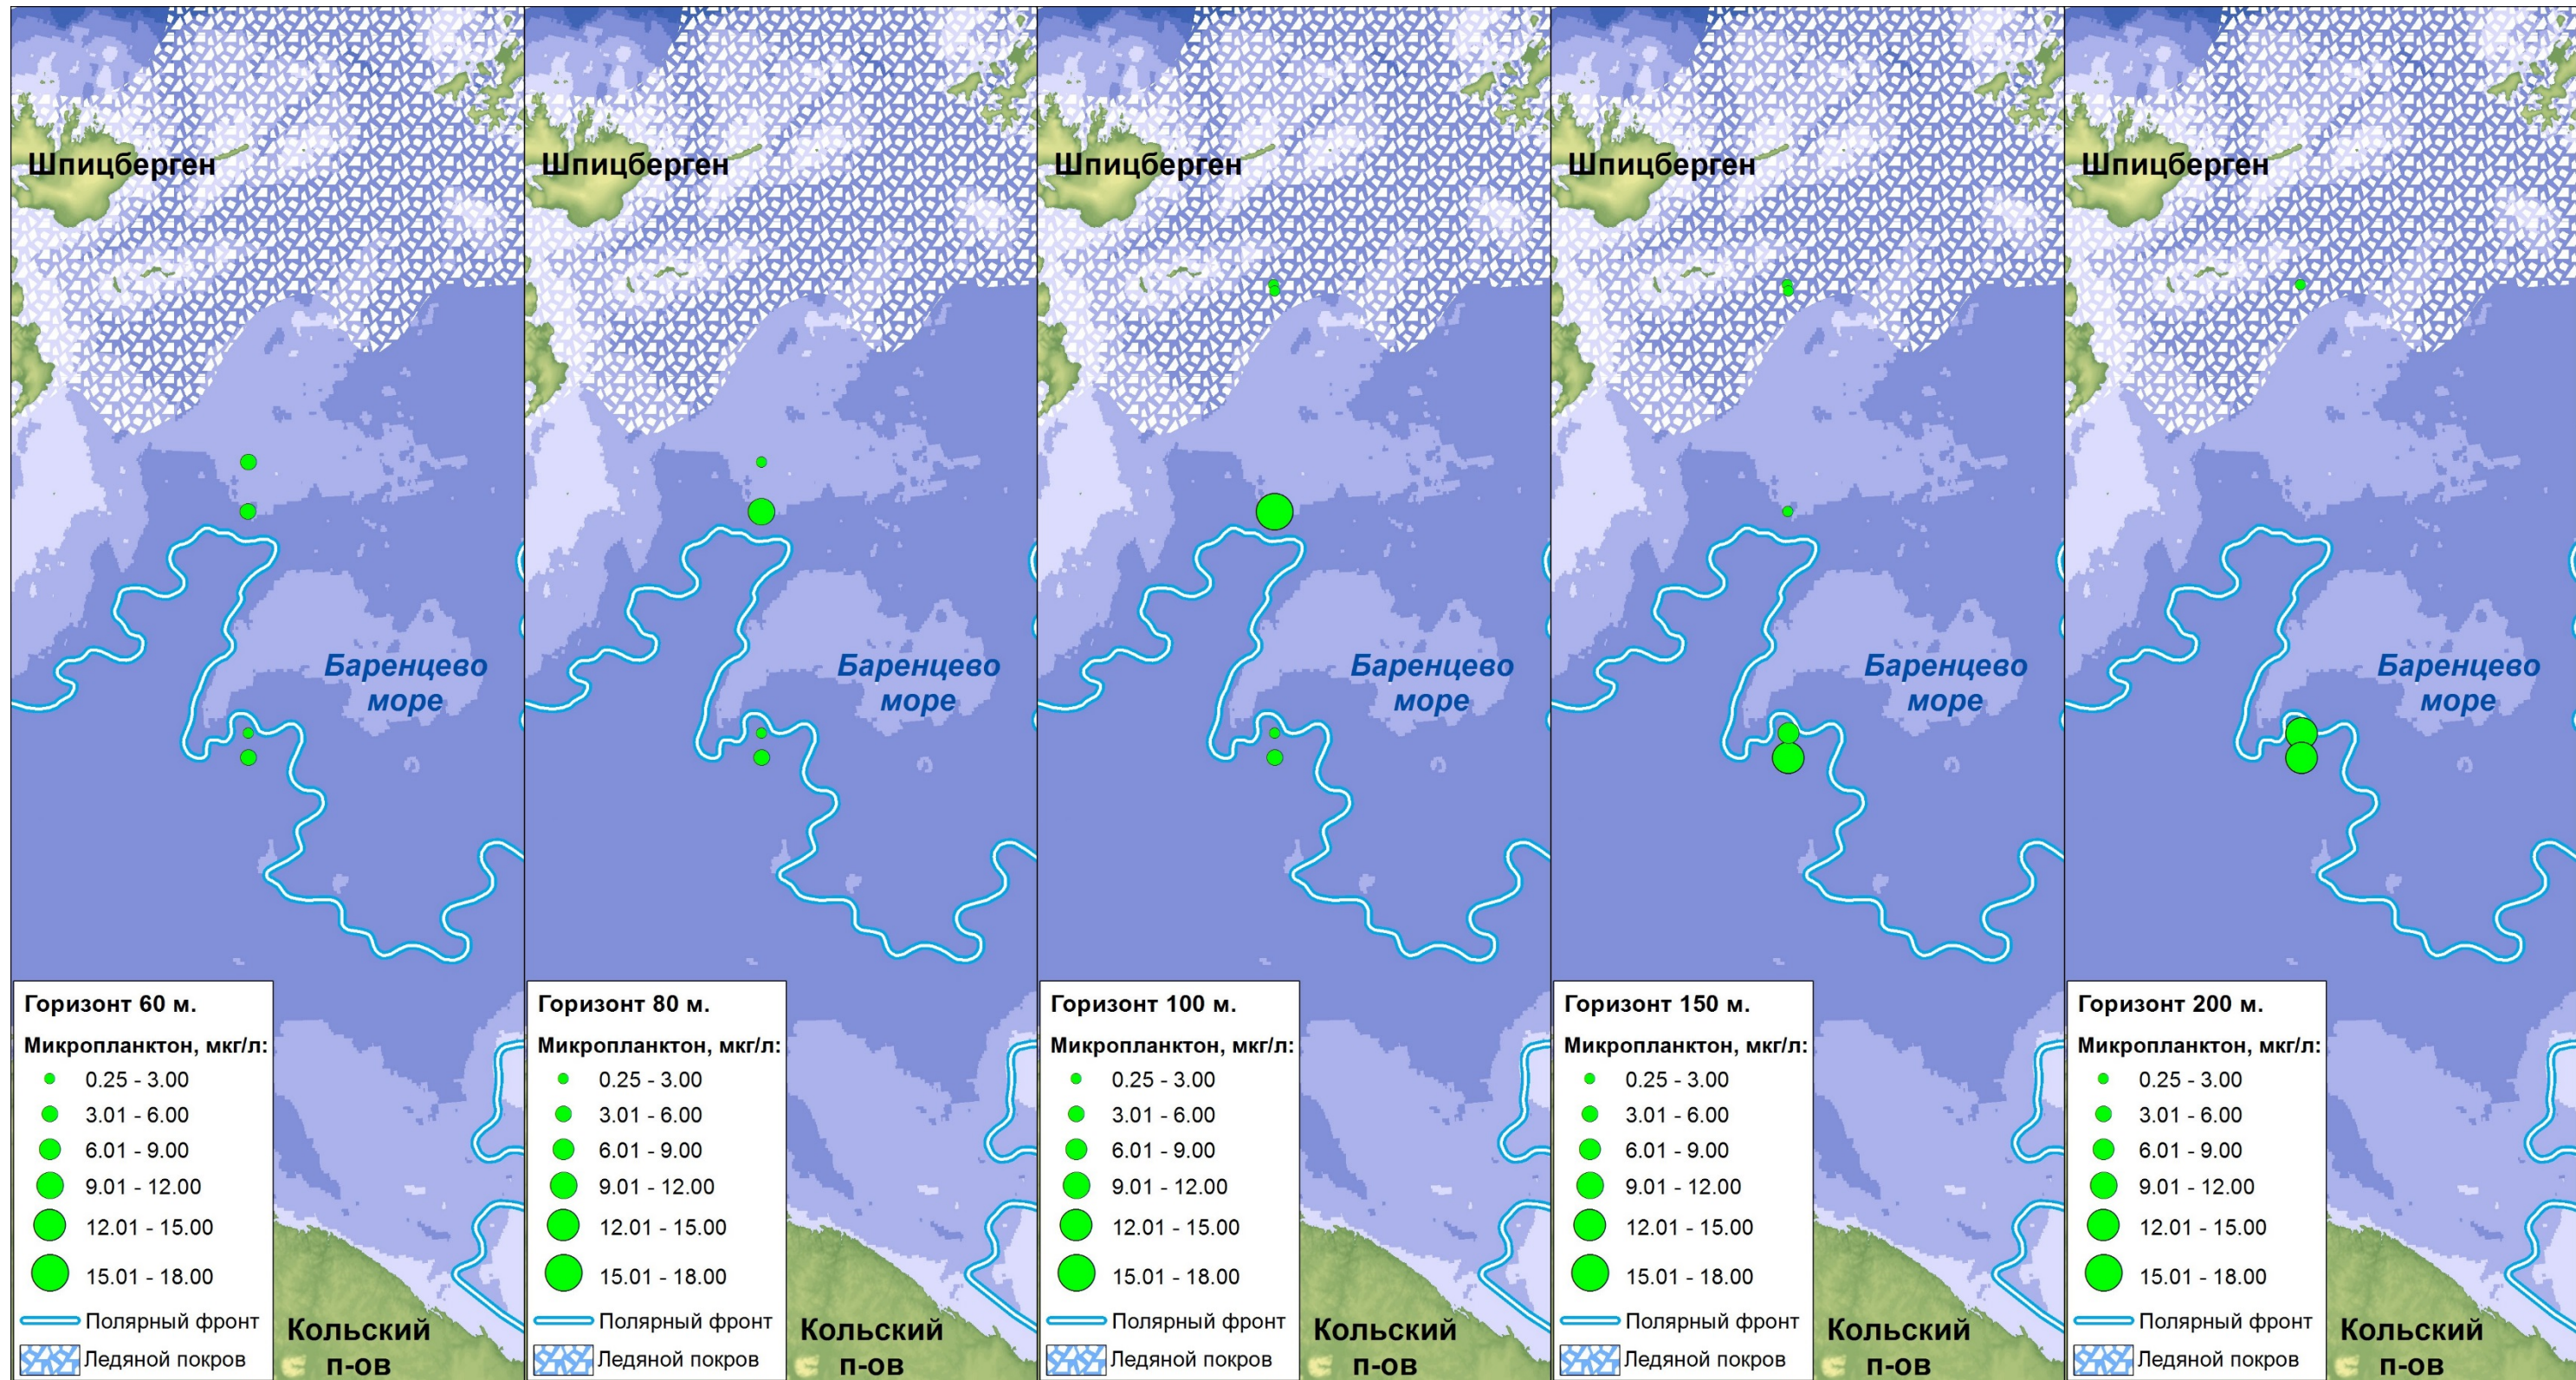 Шпицберген
Баренцево
море
Горизонт 60 м.
Микропланктон, мкг/л:
0.25 - 3.00
3.01 - 6.00
6.01 - 9.00
9.01 - 12.00
12.01 - 15.00
15.01 - 18.00
Полярный фронт
Ледяной покров
Кольский
п-ов
Шпицберген
Баренцево
море
Горизонт 80 м.
Микропланктон, мкг/л:
0.25 - 3.00
3.01 - 6.00
6.01 - 9.00
9.01 - 12.00
12.01 - 15.00
15.01 - 18.00
Полярный фронт
Ледяной покров
Кольский
п-ов
Шпицберген
Баренцево
море
Горизонт 100 м.
Микропланктон, мкг/л:
0.25 - 3.00
3.01 - 6.00
6.01 - 9.00
9.01 - 12.00
12.01 - 15.00
15.01 - 18.00
Полярный фронт
Ледяной покров
Кольский
п-ов
Шпицберген
Баренцево
море
Горизонт 150 м.
Микропланктон, мкг/л:
0.25 - 3.00
3.01 - 6.00
6.01 - 9.00
9.01 - 12.00
12.01 - 15.00
15.01 - 18.00
Полярный фронт
Ледяной покров
Кольский
п-ов
Шпицберген
Баренцево
море
Горизонт 200 м.
Микропланктон, мкг/л:
0.25 - 3.00
3.01 - 6.00
6.01 - 9.00
9.01 - 12.00
12.01 - 15.00
15.01 - 18.00
Полярный фронт
Ледяной покров
Кольский
п-ов